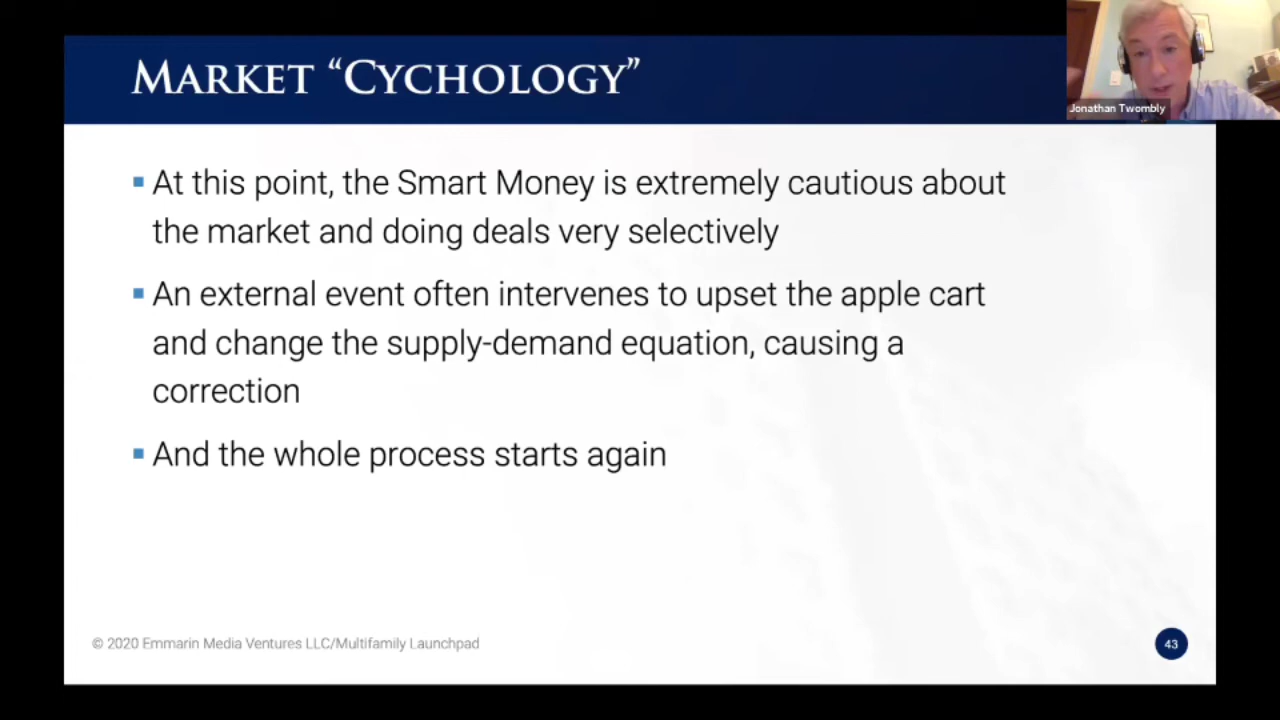 MARKET “CYCHOLOGY”
Jonathan Twombly
▪ At this point, the Smart Money is extremely cautious about
the market and doing deals very selectively
▪ An external event often intervenes to upset the apple cart
and change the supply-demand equation, causing a
correction
▪ And the whole process starts again
© 2020 Emmarin Media Ventures LLC/Multifamily Launchpad
43